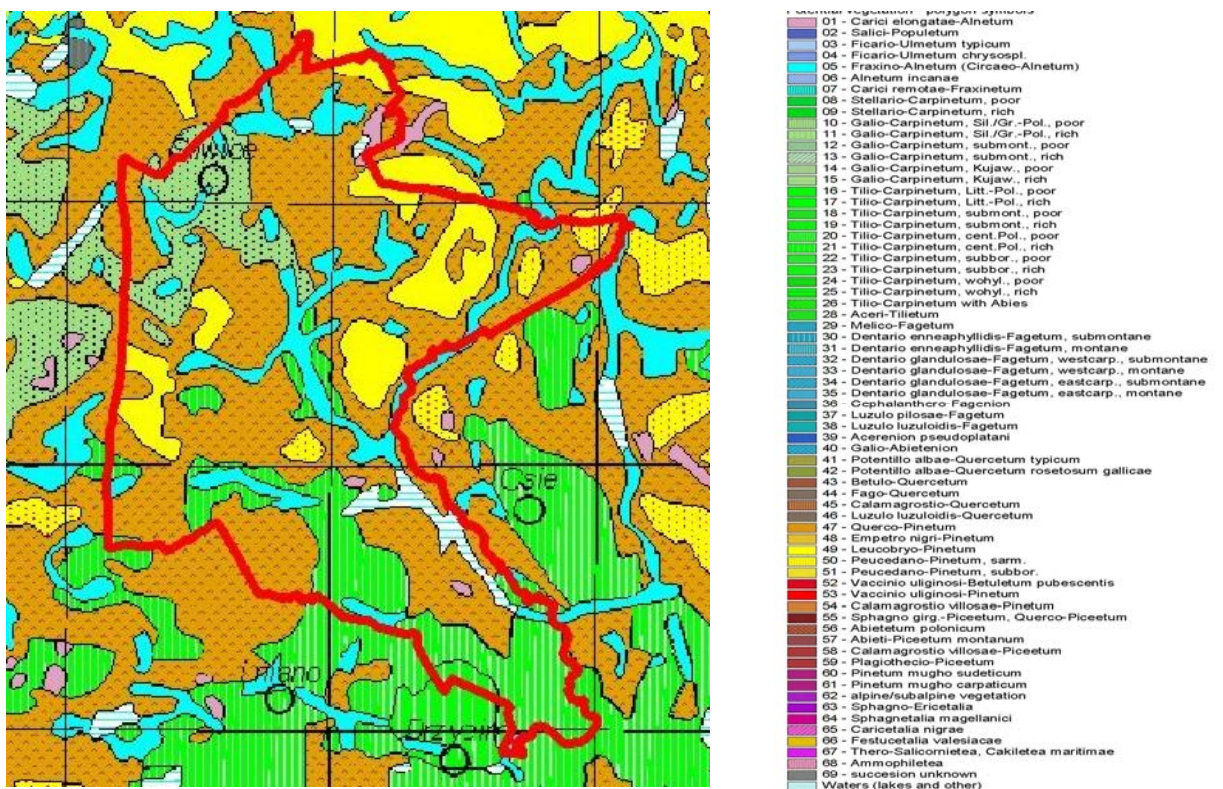 Osie
Potential vegetation - polygon symbols
01 - Carici elongatae-Alnetum
02 - Salici-Populetum
03 - Ficario-Ulmetum typicum
04 - Ficario-Ulmetum chrysospl.
05 - Fraxino-Alnetum (Circaeo-Alnetum)
06 - Alnetum incanae
07 - Carici remotae-Fraxinetum
08 - Stellario-Carpinetum, poor
09 - Stellario-Carpinetum, rich
10 - Galio-Carpinetum, Sil./Gr.-Pol., poor
11 - Galio-Carpinetum, Sil./Gr.-Pol., rich
12 - Galio-Carpinetum, submont., poor
13 - Galio-Carpinetum, submont., rich
14 - Galio-Carpinetum, Kujaw., poor
15 - Galio-Carpinetum, Kujaw., rich
16 - Tilio-Carpinetum, Litt.-Pol., poor
17 - Tilio-Carpinetum, Litt.-Pol., rich
18 - Tilio-Carpinetum, submont., poor
19 - Tilio-Carpinetum, submont., rich
20 - Tilio-Carpinetum, cent.Pol., poor
21 - Tilio-Carpinetum, cent.Pol., rich
22 - Tilio-Carpinetum, subbor., poor
23 - Tilio-Carpinetum, subbor., rich
24 - Tilio-Carpinetum, wohyl., poor
25 - Tilio-Carpinetum, wohyl., rich
26 - Tilio-Carpinetum with Abies
28 - Aceri-Tilietum
29 - Melico-Fagetum
30 - Dentario enneaphyllidis-Fagetum, submontane
31 - Dentario enneaphyllidis-Fagetum, montane
32 - Dentario glandulosae-Fagetum, westcarp., submontane
33 - Dentario glandulosae-Fagetum, westcarp., montane
34 - Dentario glandulosae-Fagetum, eastcarp., submontane
35 - Dentario glandulosae-Fagetum, eastcarp., montane
36 - Cephalanthero-Fagenion
37 - Luzulo pilosae-Fagetum
38 - Luzulo luzuloidis-Fagetum
39 - Acerenion pseudoplatani
40 - Galio-Abietenion
41 - Potentillo albae-Quercetum typicum
42 - Potentillo albae-Quercetum rosetosum gallicae
43 - Betulo-Quercetum
44 - Fago-Quercetum
45 - Calamagrostio-Quercetum
46 - Luzulo luzuloidis-Quercetum
47 - Querco-Pinetum
48 - Empetro nigri-Pinetum
49 - Leucobryo-Pinetum
50 - Peucedano-Pinetum, sarm.
51 - Peucedano-Pinetum, subbor.
52 - Vaccinio uliginosi-Betuletum pubescentis
53 - Vaccinio uliginosi-Pinetum
54 - Calamagrostio villosae-Pinetum
55 - Sphagno girg.-Piceetum, Querco-Piceetum
56 - Abietetum polonicum
57 - Abieti-Piceetum montanum
58 - Calamagrostio villosae-Piceetum
59 - Plagiothecio-Piceetum
60 - Pinetum mugho sudeticum
61 - Pinetum mugho carpaticum
62 - alpine/subalpine vegetation
63 - Sphagno-Ericetalia
64 - Sphagnetalia magellanici
65 - Caricetalia nigrae
66 - Festucetalia valesiacae
67 - Thero-Salicornietea, Cakiletea maritimae
68 - Ammophiletea
69 - succesion unknown
Waters (lakes and other)